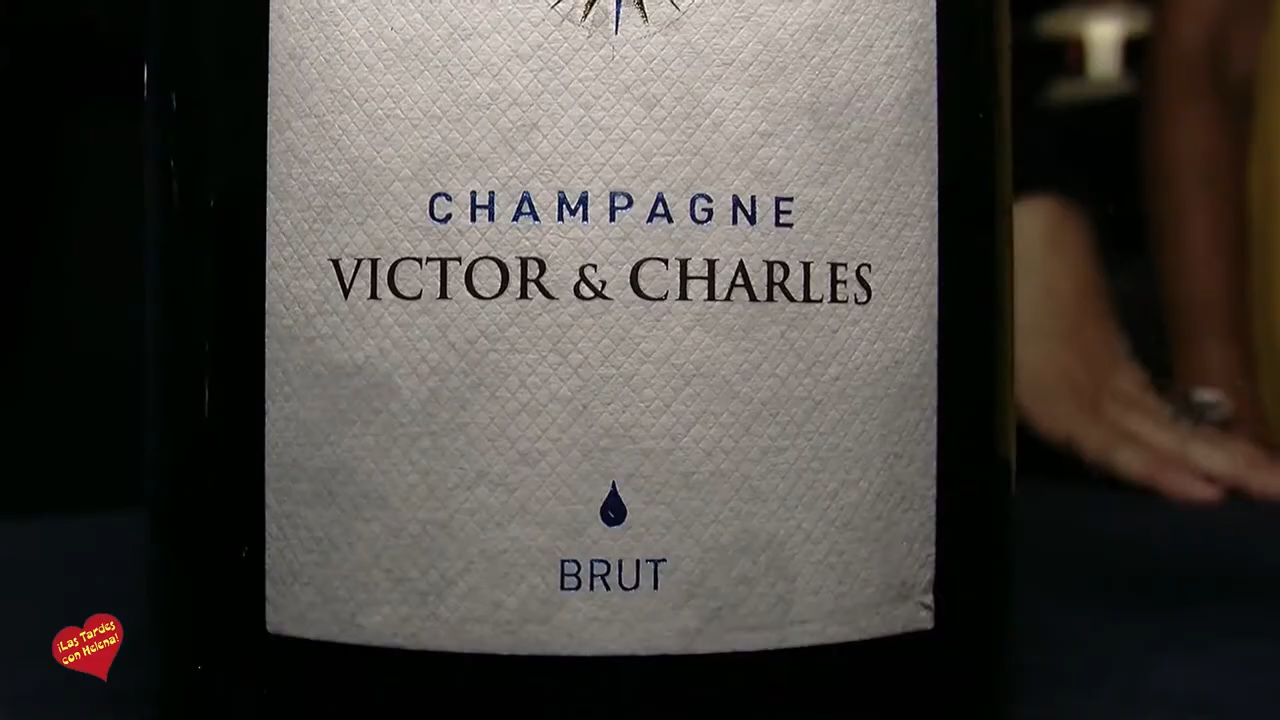 CHAMPAGNE
VICTOR & CHARLES
BRUT
¡Las Tardes
con Helena!